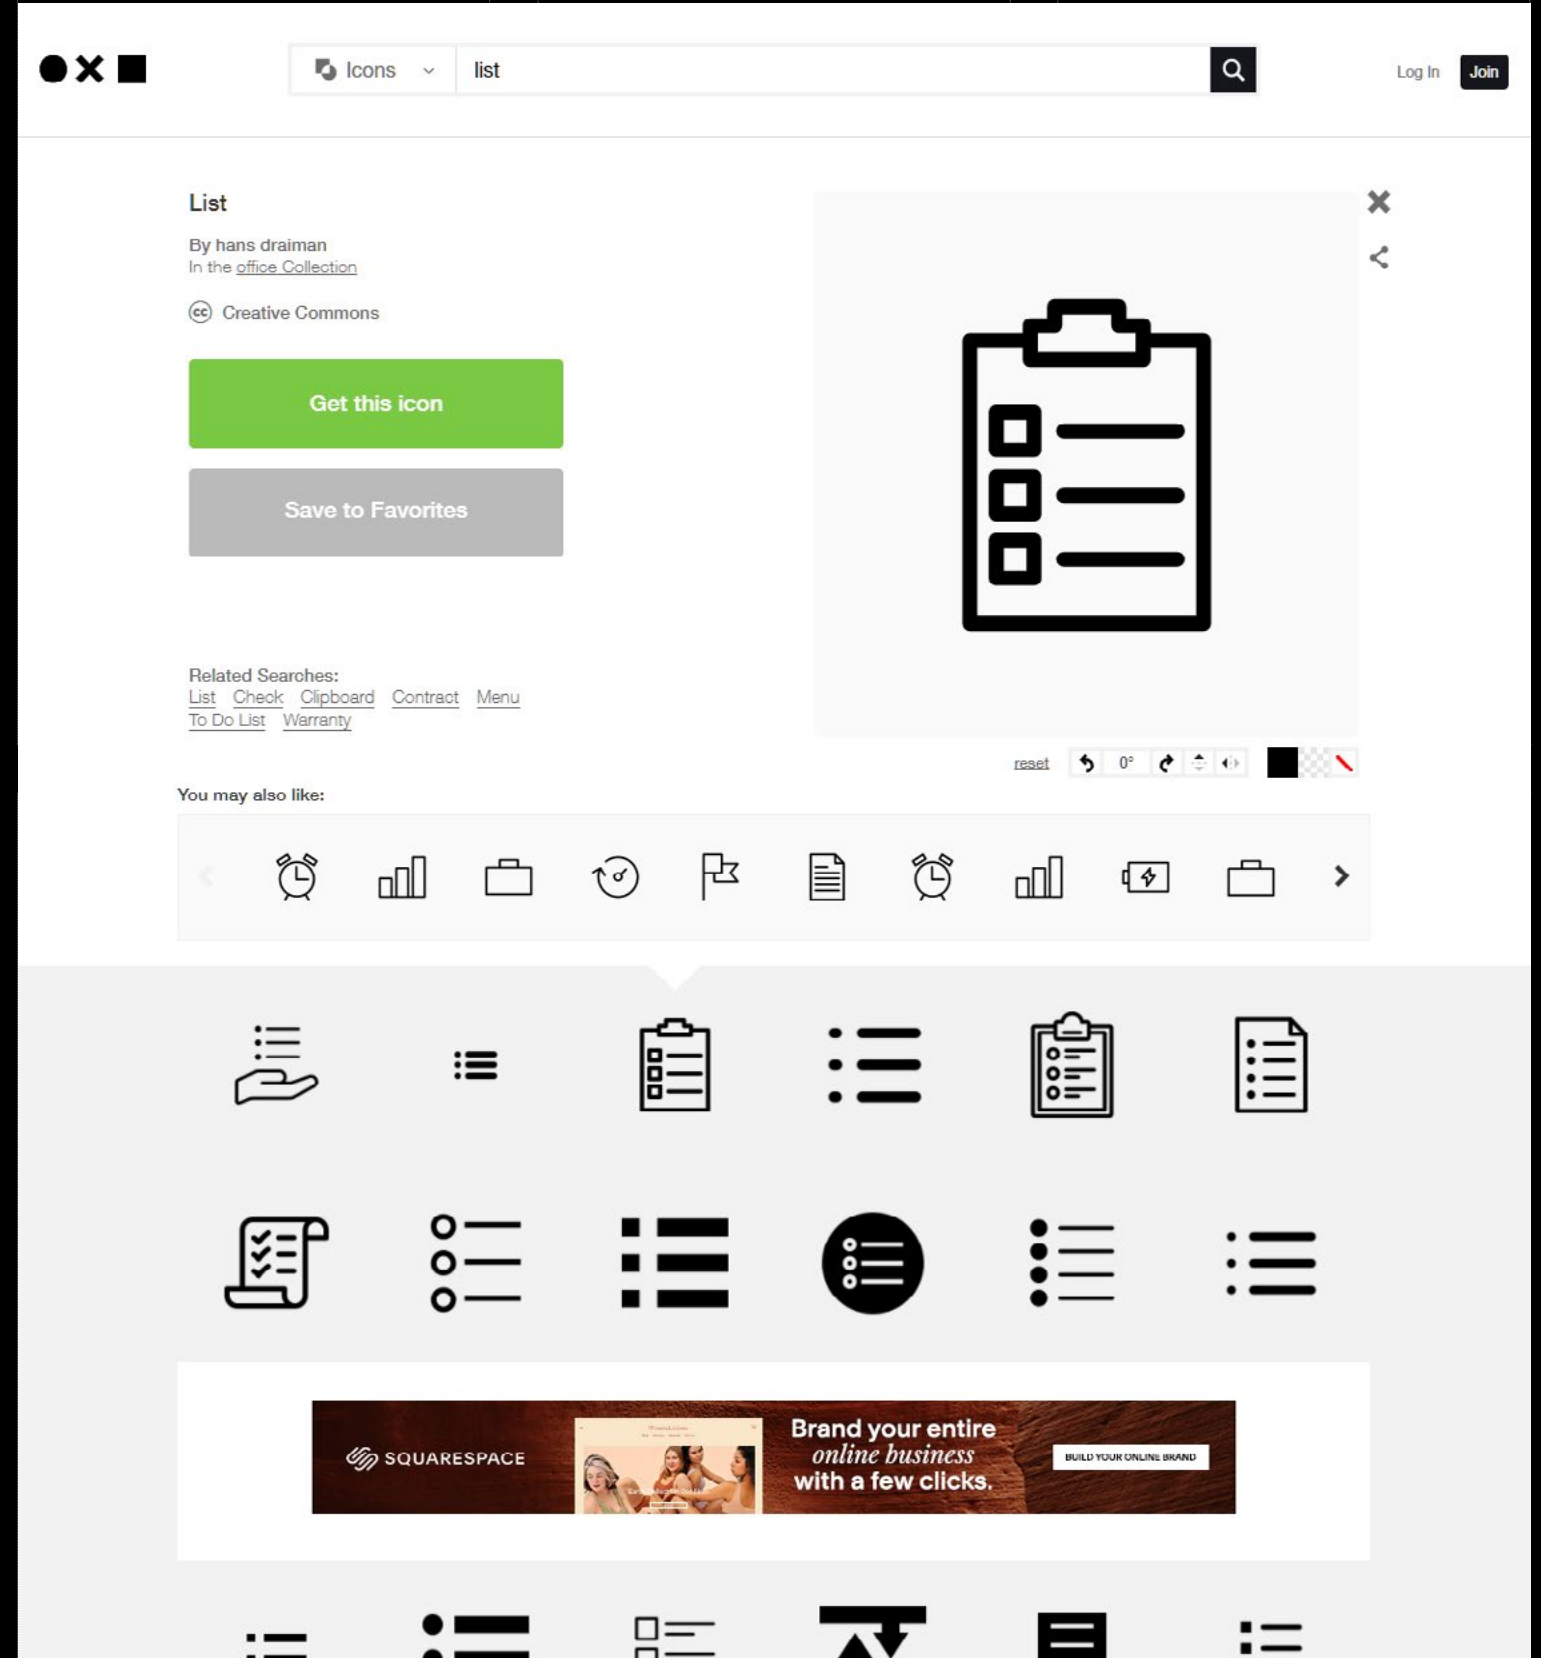 Icons
list
Log In
Join
List
By hans draiman
In the office Collection
cc Creative Commons
Get this icon
Save to Favorites
Related Searches:
List Check Clipboard Contract Menu
To Do List Warranty
reset
0°
You may also like:
SQUARESPACE
Brand your entire
online business
with a few clicks.
BUILD YOUR ONLINE BRAND